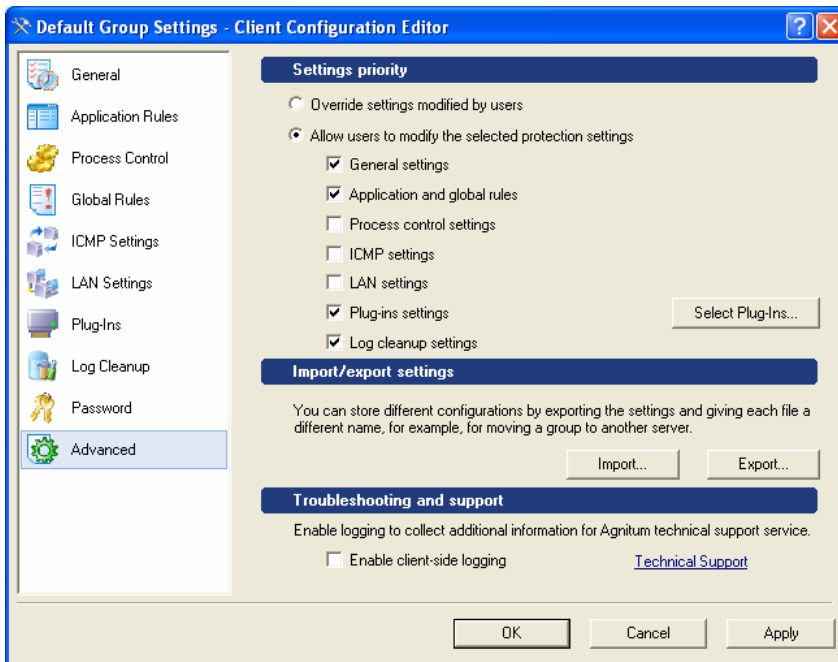 Default Group Settings - Client Configuration Editor
General
Application Rules
Process Control
Global Rules
ICMP Settings
LAN Settings
Plug-Ins
Log Cleanup
Password
Advanced
Settings priority
Override settings modified by users
Allow users to modify the selected protection settings
General settings
Application and global rules
Process control settings
ICMP settings
LAN settings
Plug-ins settings
Select Plug-Ins...
Log cleanup settings
Import/export settings
You can store different configurations by exporting the settings and giving each file a
different name, for example, for moving a group to another server.
Import...
Export...
Troubleshooting and support
Enable logging to collect additional information for Agnitum technical support service.
Enable client-side logging
Technical Support
OK
Cancel
Apply